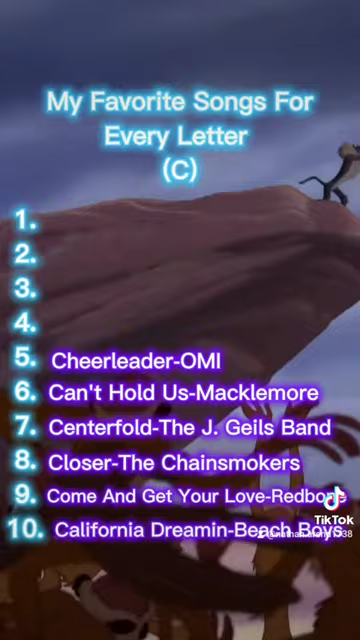 My Favorite Songs For
Every Letter
(C)
1.
2.
3.
4.
5. Cheerleader-OMI
6. Can't Hold Us-Macklemore
7. Centerfold-The J. Geils Band
8. Closer-The Chainsmokers
9. Come And Get Your Love-Redbone
10. California Dreamin-Beach Boys
TikTok